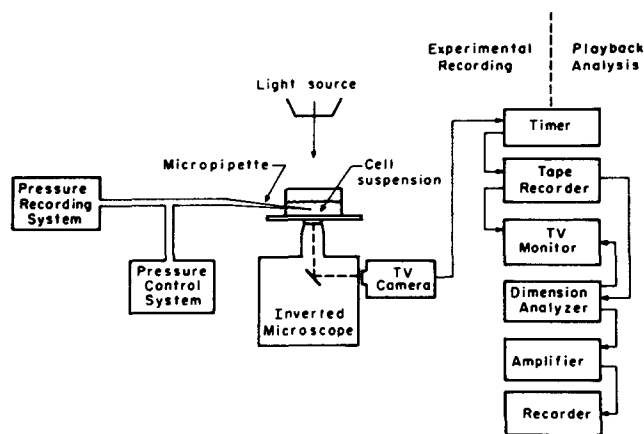 Experimental
Recording
Playback
Analysis
Light source
Timer
Micropipette
Cell
suspension
Tape
Recorder
Pressure
Recording
System
TV
Monitor
Pressure
Control
System
TV
Camera
Inverted
Microscope
Dimension
Analyzer
Amplifier
Recorder